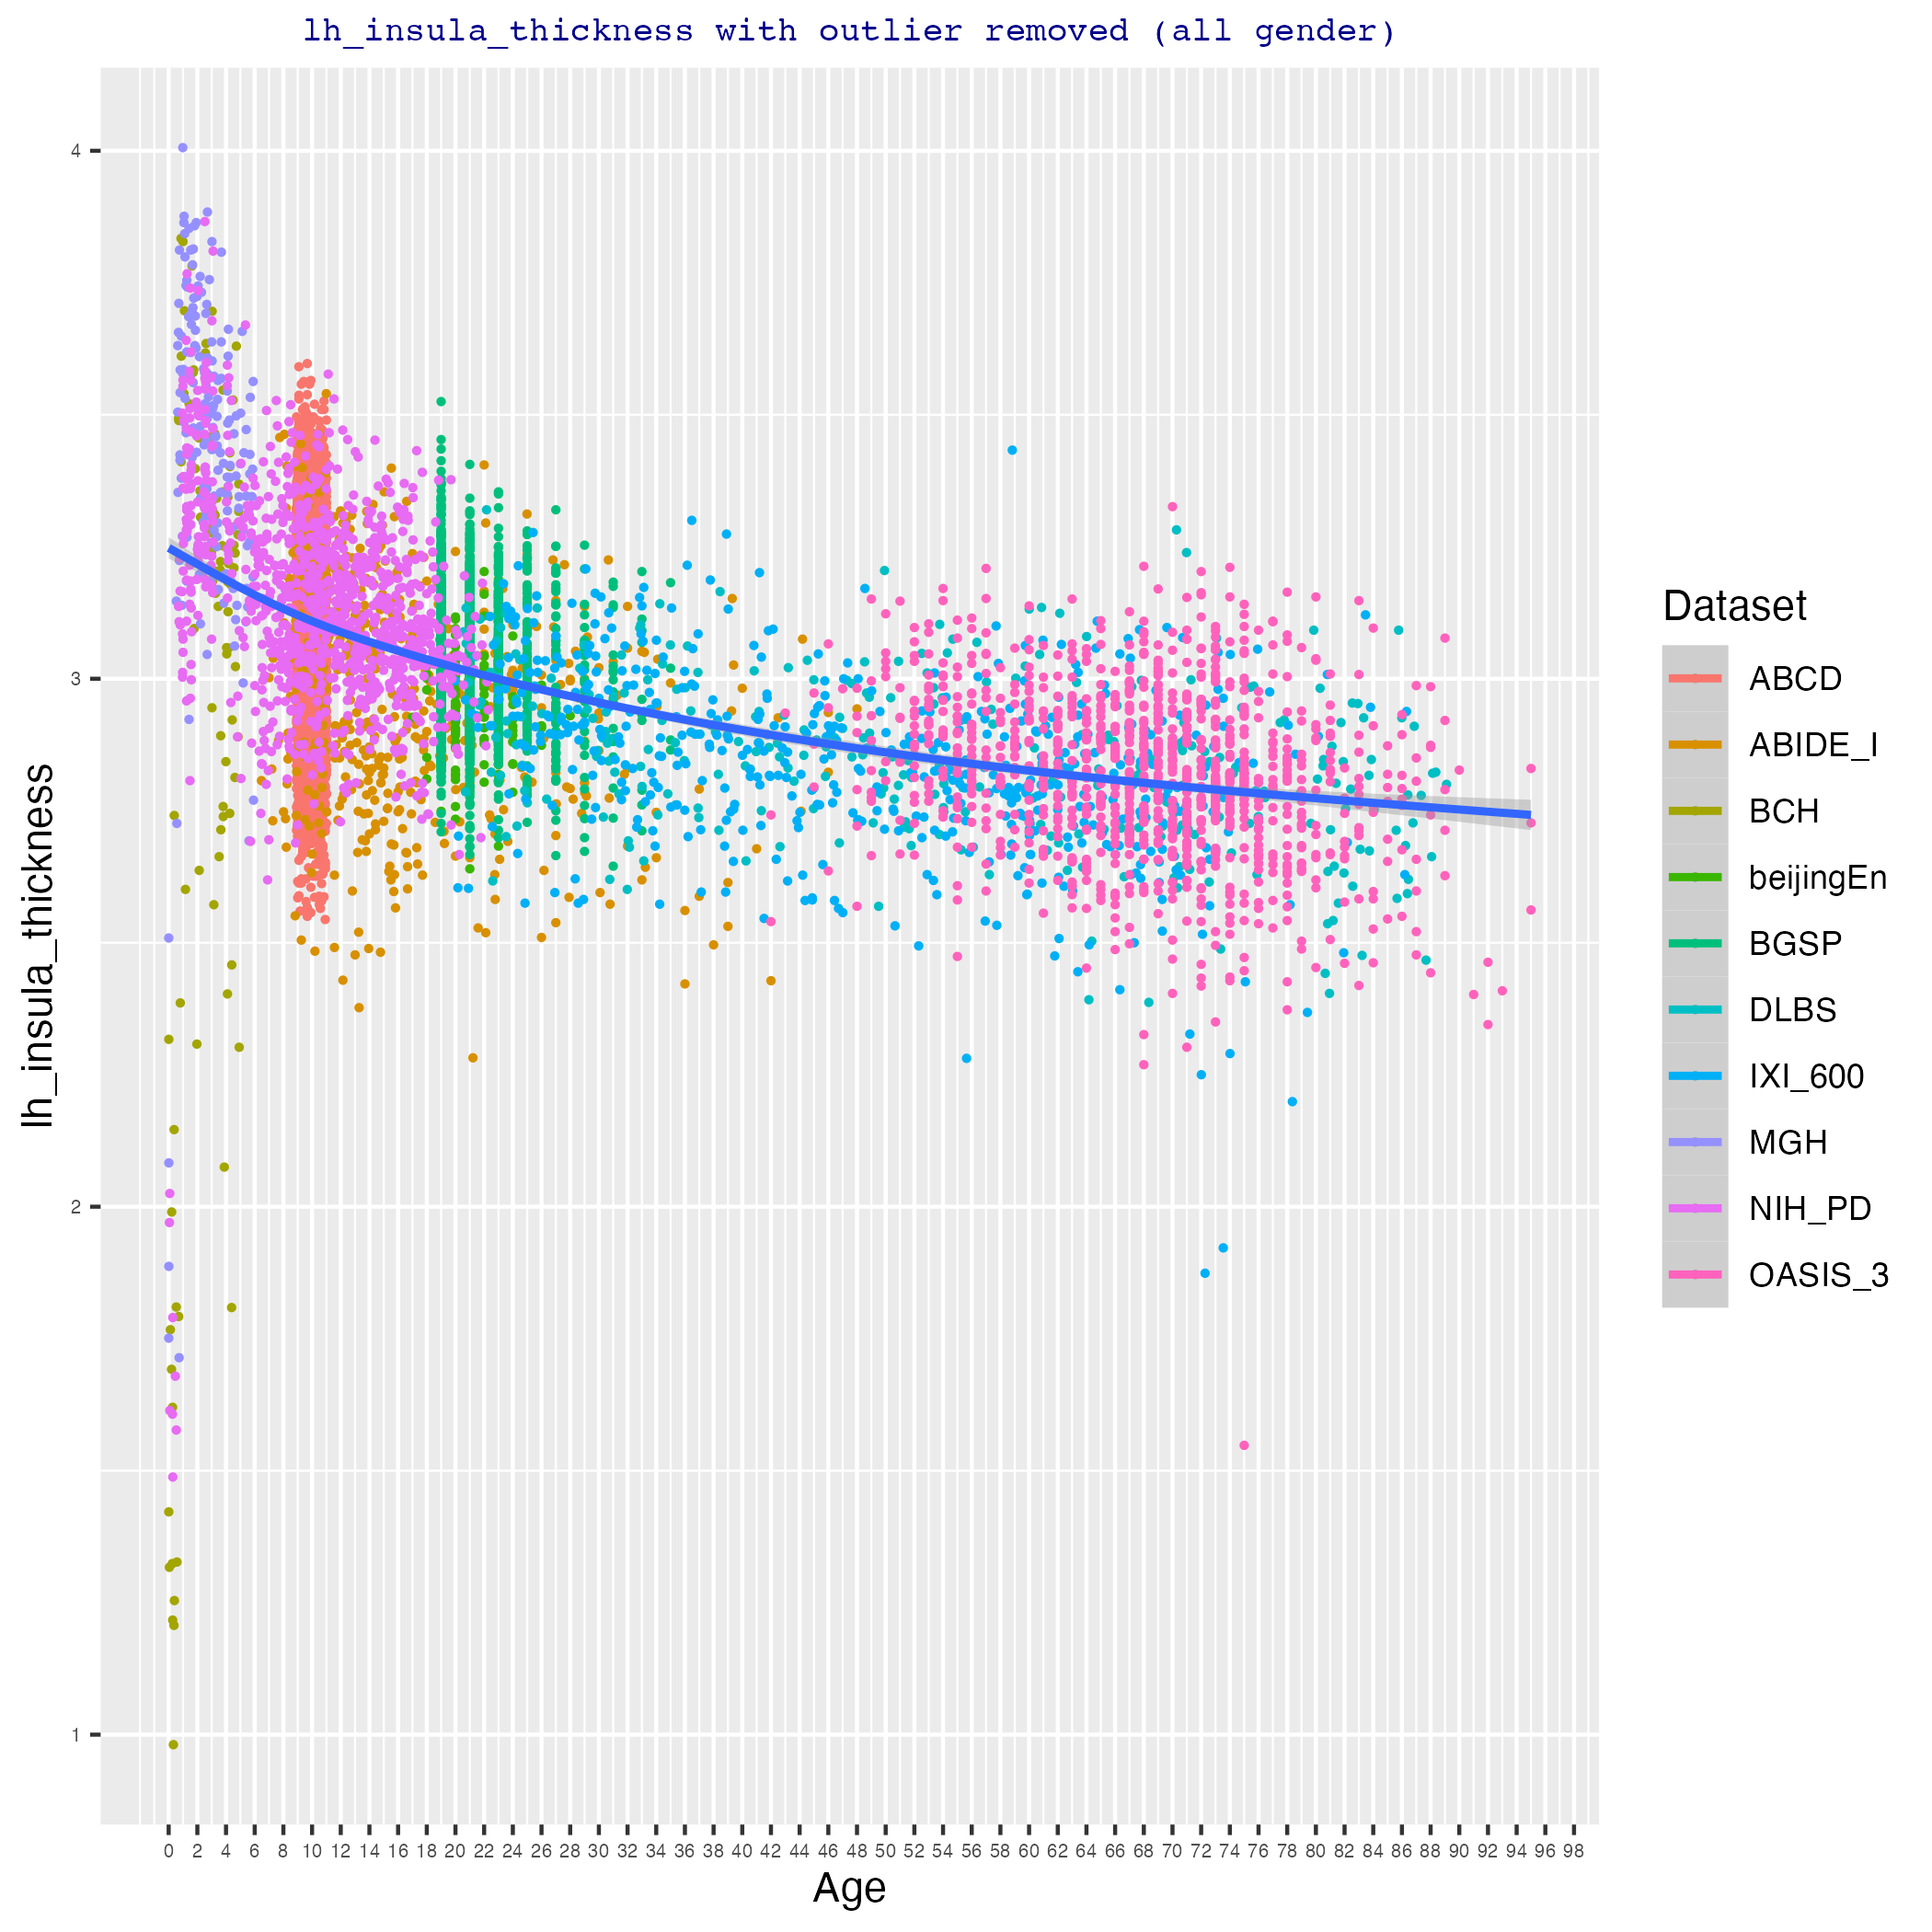 lh_insula_thickness with outlier removed (all gender)
4
3
2
1
lh_insula_thickness
0 2 4 6 8 10 12 14 16 18 20 22 24 26 28 30 32 34 36 38 40 42 44 46 48 50 52 54 56 58 60 62 64 66 68 70 72 74 76 78 80 82 84 86 88 90 92 94 96 98
Age
Dataset
ABCD
ABIDE_I
BCH
beijingEn
BGSP
DLBS
IXI_600
MGH
NIH_PD
OASIS_3